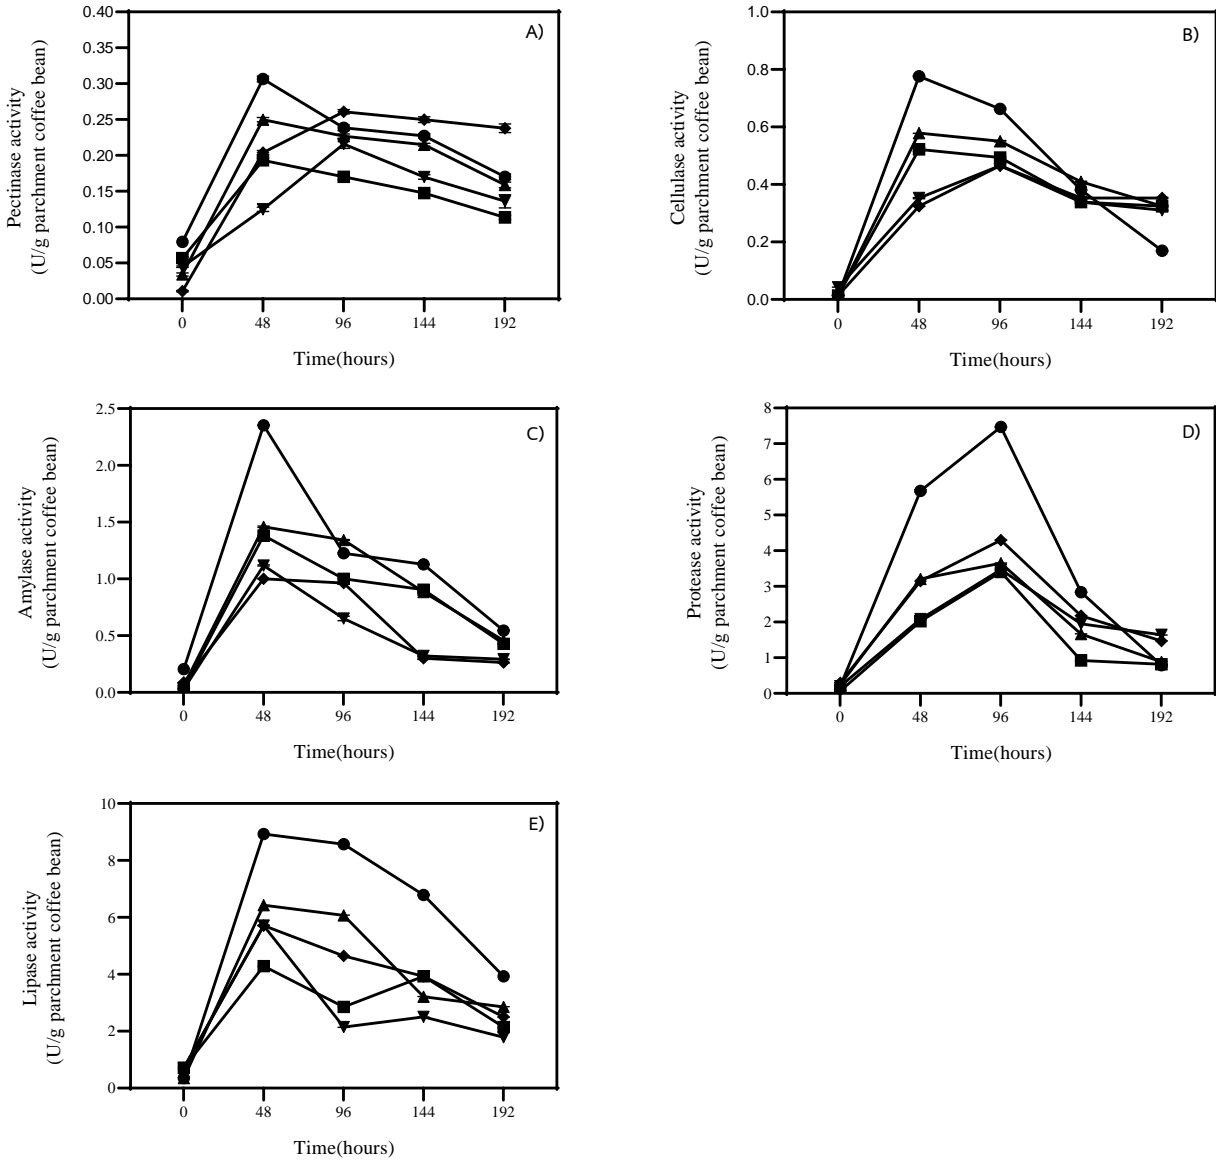 A)
Pectinase activity
(U/g parchment coffee bean)
0.40
0.35
0.30
0.25
0.20
0.15
0.10
0.05
0.00
0 48 96 144 192
Time(hours)
B)
Cellulase activity
(U/g parchment coffee bean)
1.0
0.8
0.6
0.4
0.2
0.0
0 48 96 144 192
Time(hours)
C)
Amylase activity
(U/g parchment coffee bean)
2.5
2.0
1.5
1.0
0.5
0.0
0 48 96 144 192
Time(hours)
D)
Protease activity
(U/g parchment coffee bean)
8
7
6
5
4
3
2
1
0
0 48 96 144 192
Time(hours)
E)
Lipase activity
(U/g parchment coffee bean)
10
8
6
4
2
0
0 48 96 144 192
Time(hours)